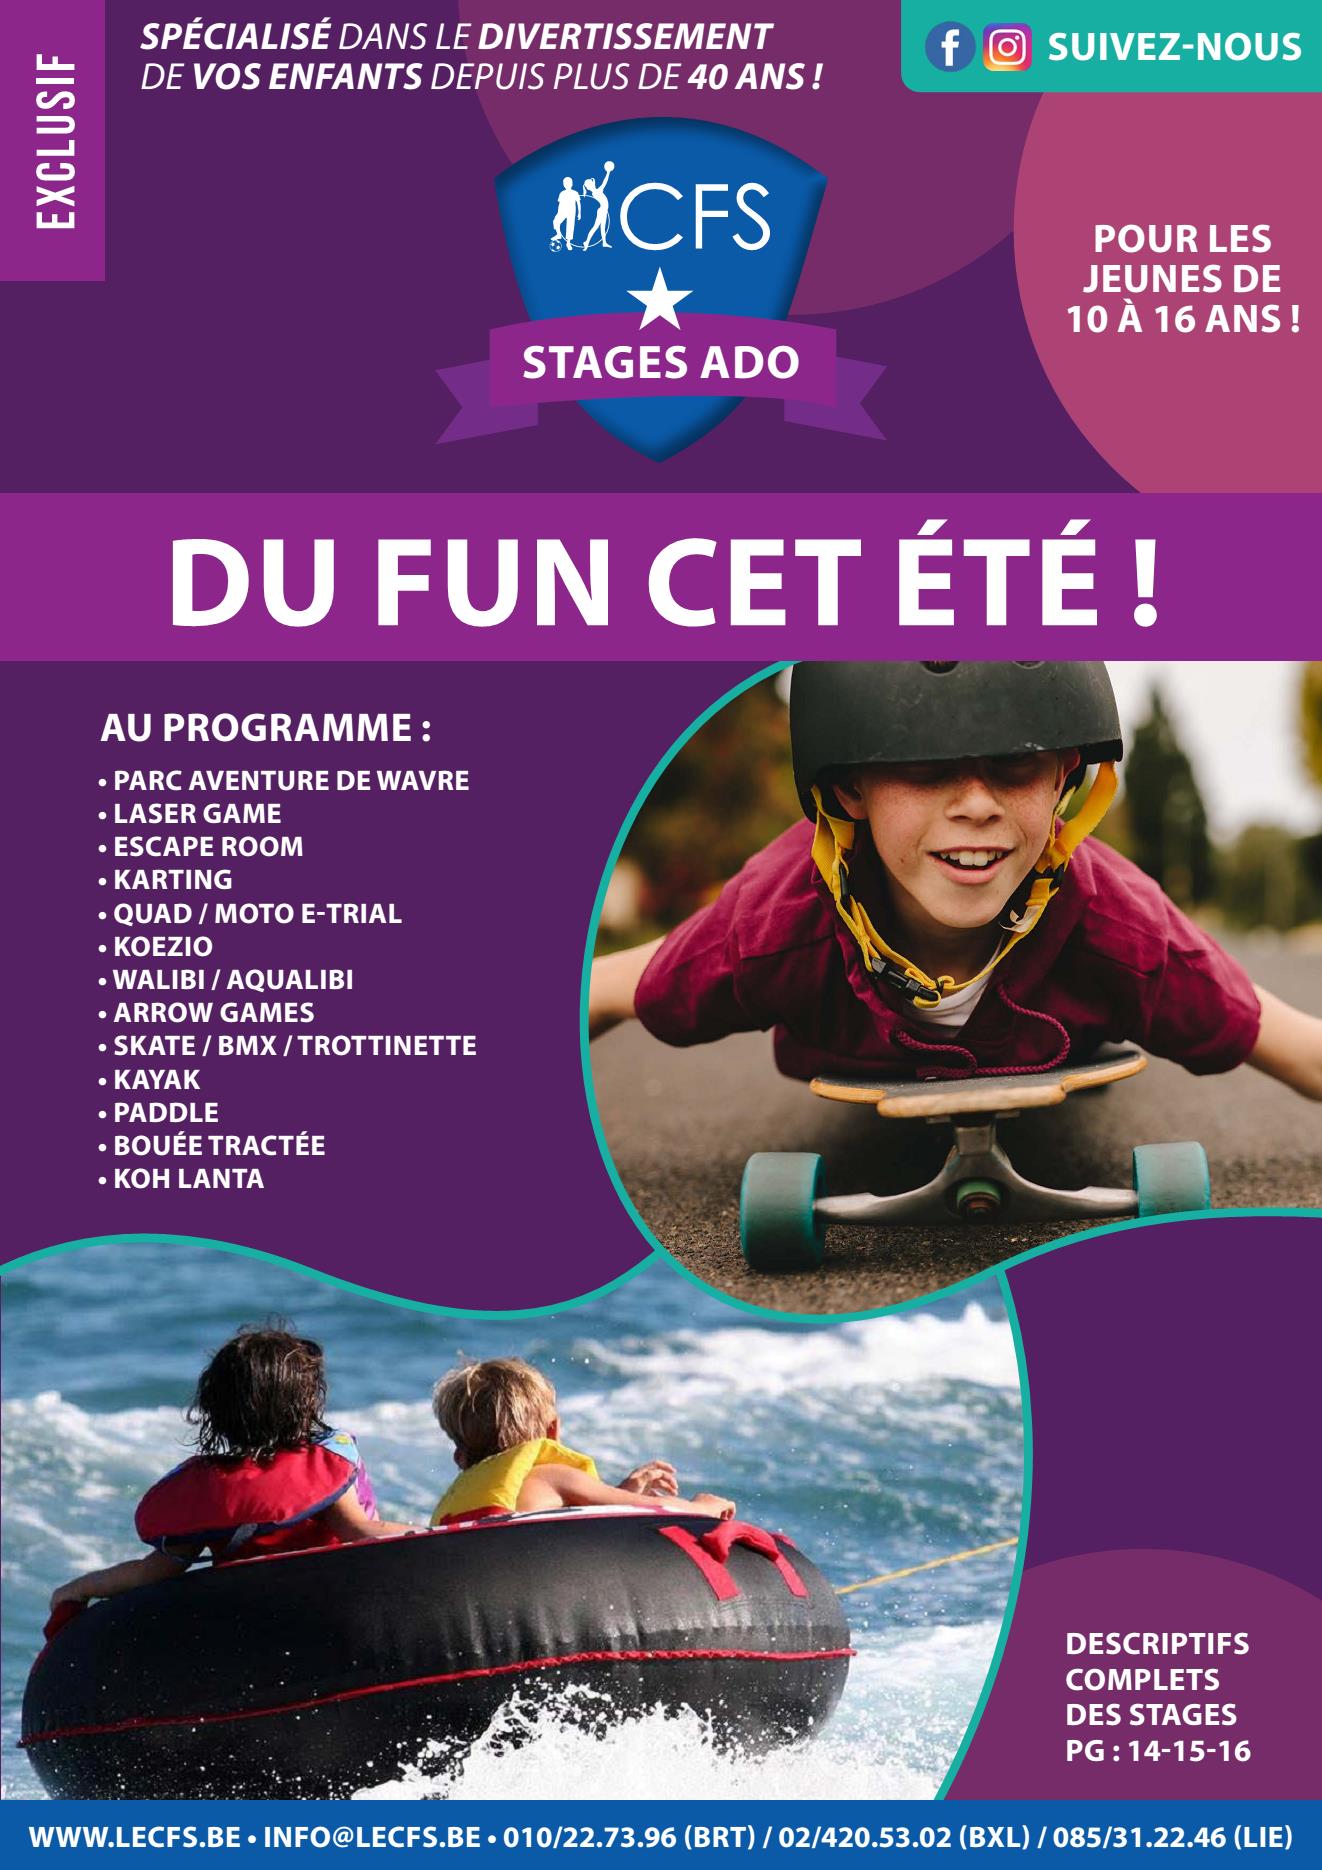 EXCLUSIF
SPÉCIALISÉ DANS LE DIVERTISSEMENT
DE VOS ENFANTS DEPUIS PLUS DE 40 ANS !
SUIVEZ-NOUS
CFS
STAGES ADO
POUR LES
JEUNES DE
10 À 16 ANS !
DU FUN CET ÉTÉ !
AU PROGRAMME :
• PARC AVENTURE DE WAVRE
• LASER GAME
• ESCAPE ROOM
• KARTING
• QUAD / MOTO E-TRIAL
• KOEZIO
• WALIBI / AQUALIBI
• ARROW GAMES
• SKATE / BMX / TROTTINETTE
• KAYAK
• PADDLE
• BOUÉE TRACTÉE
• KOH LANTA
DESCRIPTIFS
COMPLETS
DES STAGES
PG : 14-15-16
WWW.LECFS.BE • INFO@LECFS.BE • 010/22.73.96 (BRT) / 02/420.53.02 (BXL) / 085/31.22.46 (LIE)